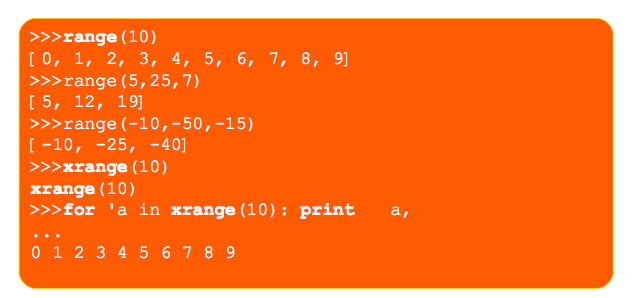 >>>range(10)
[ 0, 1, 2, 3, 4, 5, 6, 7, 8, 9]
>>>range(5,25,7)
[ 5, 12, 19]
>>>range(-10,-50,-15)
[ -10, -25, -40]
>>>xrange(10)
xrange(10)
>>>for 'a in xrange(10): print   a,
...
0 1 2 3 4 5 6 7 8 9